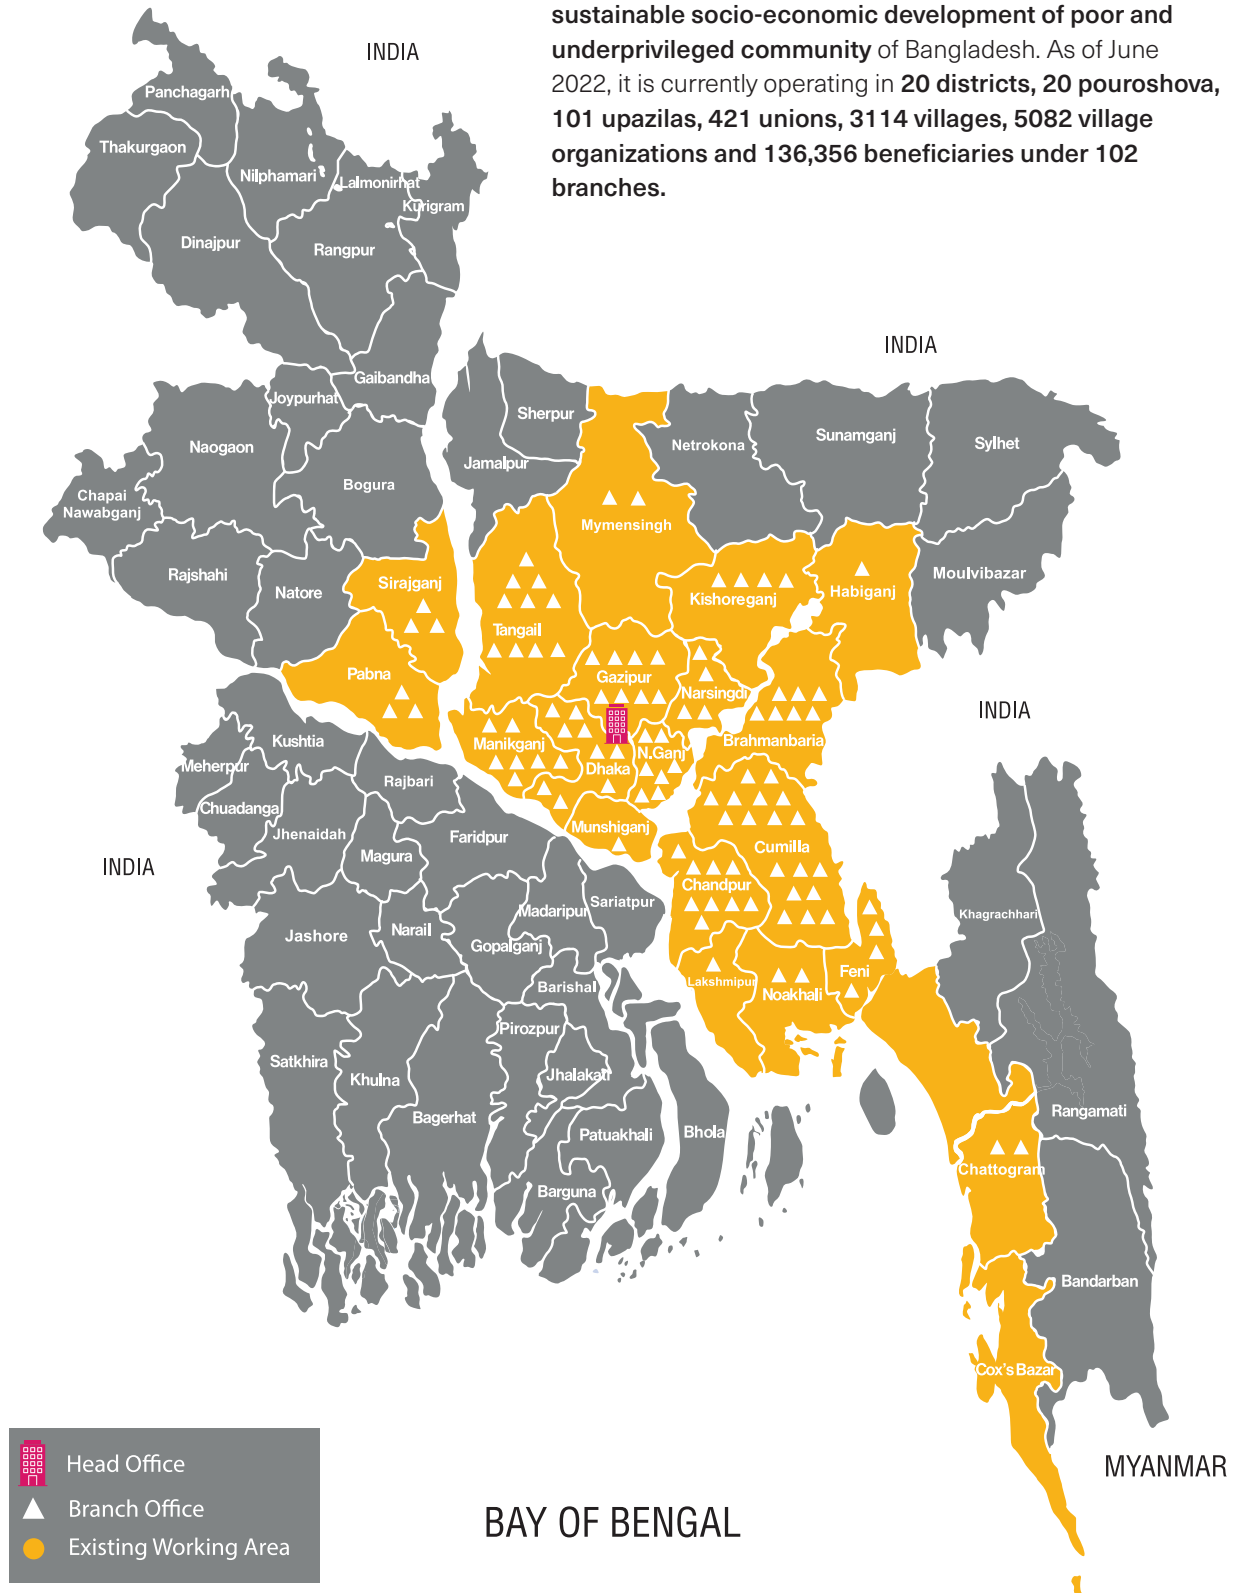 sustainable socio-economic development of poor and
underprivileged community of Bangladesh. As of June
2022, it is currently operating in 20 districts, 20 pouroshova,
101 upazilas, 421 unions, 3114 villages, 5082 village
organizations and 136,356 beneficiaries under 102
branches.
INDIA
Panchagarh
Thakurgaon
Nilphamari
Lalmonirhat
Kurigram
Dinajpur
Rangpur
INDIA
Gaibandha
Joypurhat
Sherpur
Naogaon
Netrokona
Sunamganj
Sylhet
Jamalpur
Bogura
Chapai
Nawabganj
Mymensingh
Rajshahi
Natore
Sirajganj
Kishoreganj
Habiganj
Moulvibazar
Tangail
Pabna
Gazipur
Narsingdi
INDIA
Kushtia
Manikganj
N.Ganj
Brahmanbaria
Meherpur
Rajbari
Dhaka
Chuadanga
Jhenaidah
Faridpur
Munshiganj
Magura
Cumilla
INDIA
Chandpur
Madaripur
Sariatpur
Khagrachhari
Jashore
Narail
Gopalganj
Barishal
Lakshmipur
Noakhali
Feni
Pirozpur
Satkhira
Khulna
Jhalakati
Bagerhat
Patuakhali
Bhola
Rangamati
Chattogram
Barguna
Bandarban
Cox's Bazar
MYANMAR
BAY OF BENGAL
Head Office
Branch Office
Existing Working Area